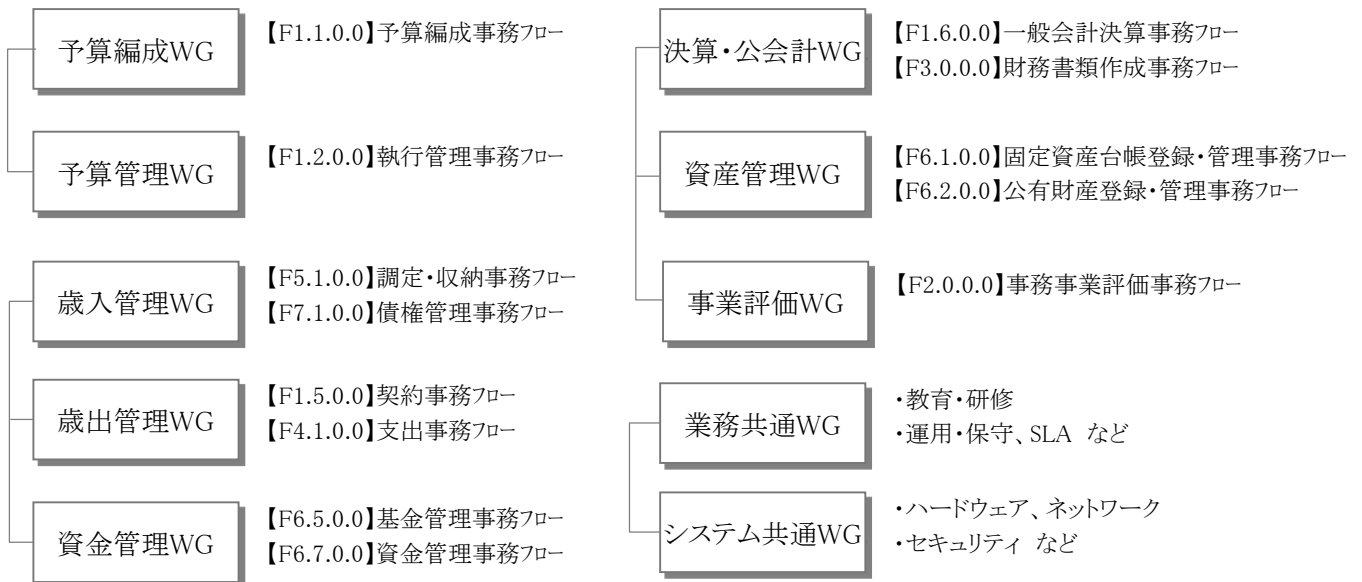 予算編成WG
【F1.1.0.0】予算編成事務フロー
予算管理WG
【F1.2.0.0】執行管理事務フロー
歳入管理WG
【F5.1.0.0】調定・収納事務フロー
【F7.1.0.0】債権管理事務フロー
歳出管理WG
【F1.5.0.0】契約事務フロー
【F4.1.0.0】支出事務フロー
資金管理WG
【F6.5.0.0】基金管理事務フロー
【F6.7.0.0】資金管理事務フロー
決算・公会計WG
【F1.6.0.0】一般会計決算事務フロー
【F3.0.0.0】財務書類作成事務フロー
資産管理WG
【F6.1.0.0】固定資産台帳登録・管理事務フロー
【F6.2.0.0】公有財産登録・管理事務フロー
事業評価WG
【F2.0.0.0】事務事業評価事務フロー
業務共通WG
・教育・研修
・運用・保守、SLA など
システム共通WG
・ハードウェア、ネットワーク
・セキュリティ など